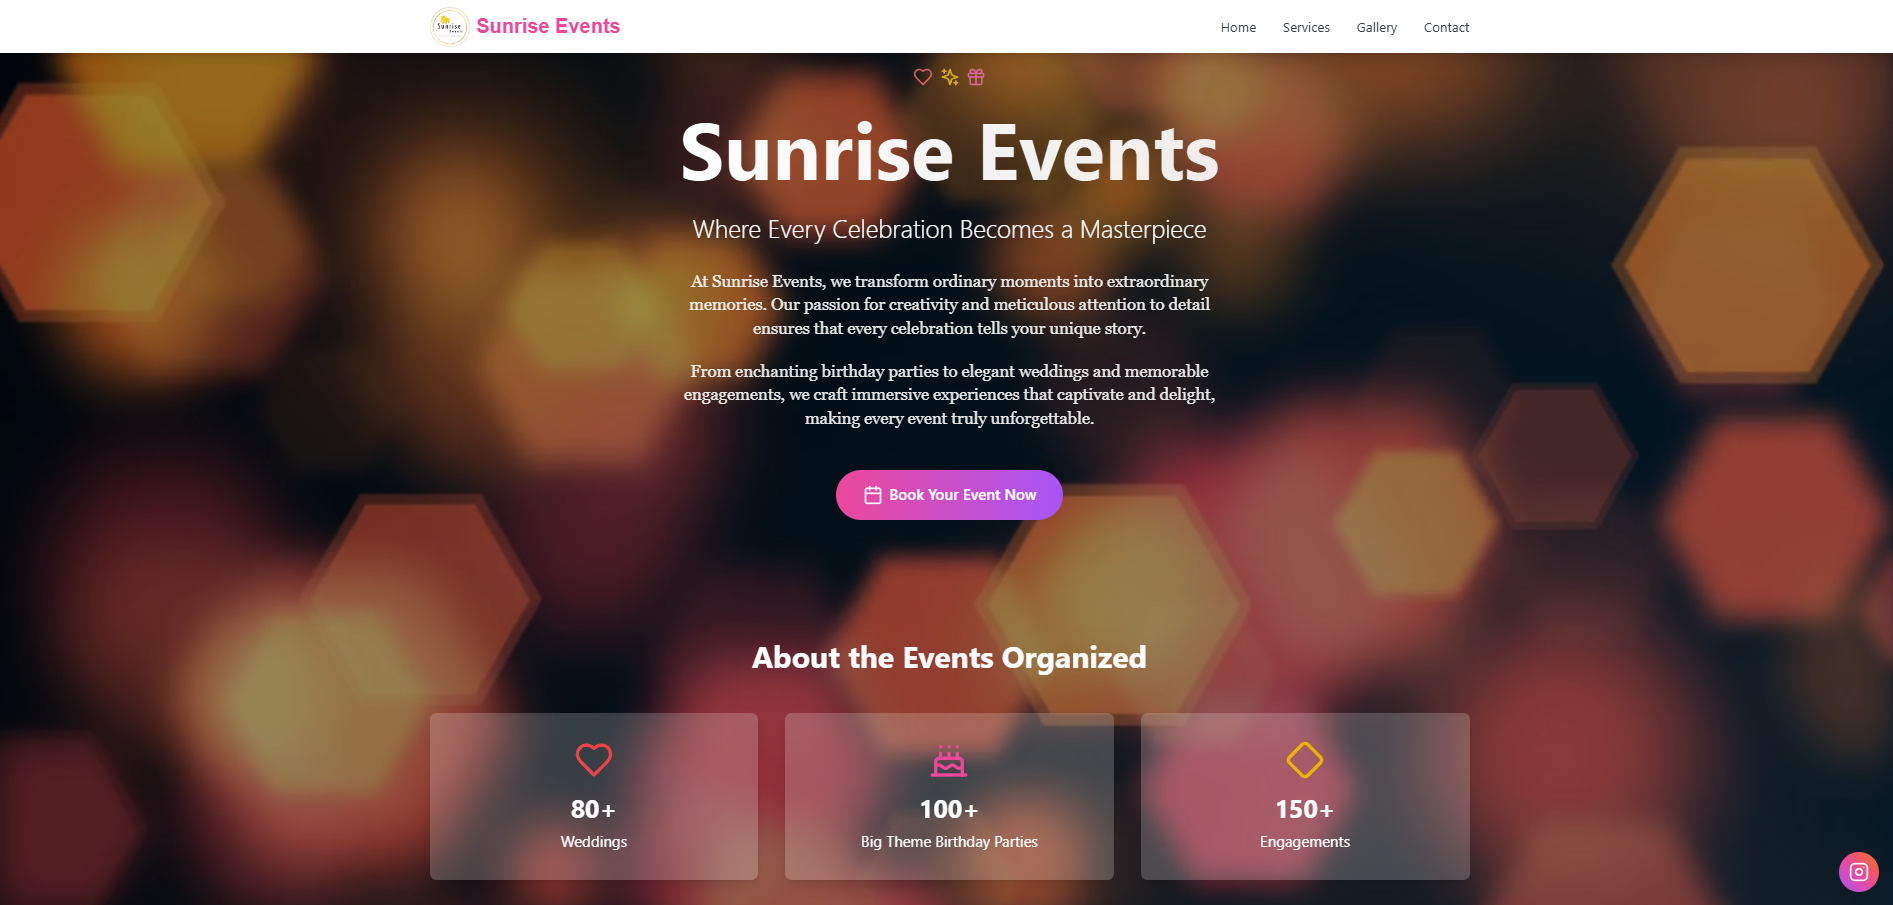 Sunrise
Events
Sunrise Events
Home Services Gallery Contact
Sunrise Events
Where Every Celebration Becomes a Masterpiece
At Sunrise Events, we transform ordinary moments into extraordinary
memories. Our passion for creativity and meticulous attention to detail
ensures that every celebration tells your unique story.
From enchanting birthday parties to elegant weddings and memorable
engagements, we craft immersive experiences that captivate and delight,
making every event truly unforgettable.
Book Your Event Now
About the Events Organized
80+
Weddings
100+
Big Theme Birthday Parties
150+
Engagements